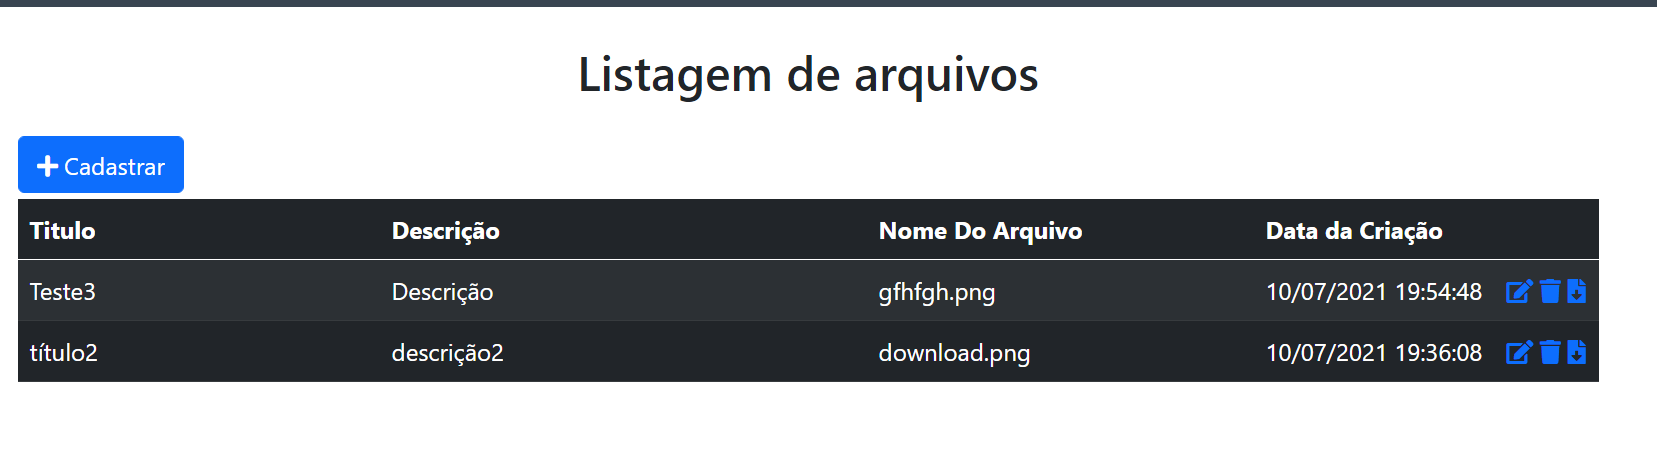 Listagem de arquivos
Cadastrar
Titulo Descrição Nome Do Arquivo Data da Criação
Teste3 Descrição gfhfgh.png 10/07/2021 19:54:48
título2 descrição2 download.png 10/07/2021 19:36:08